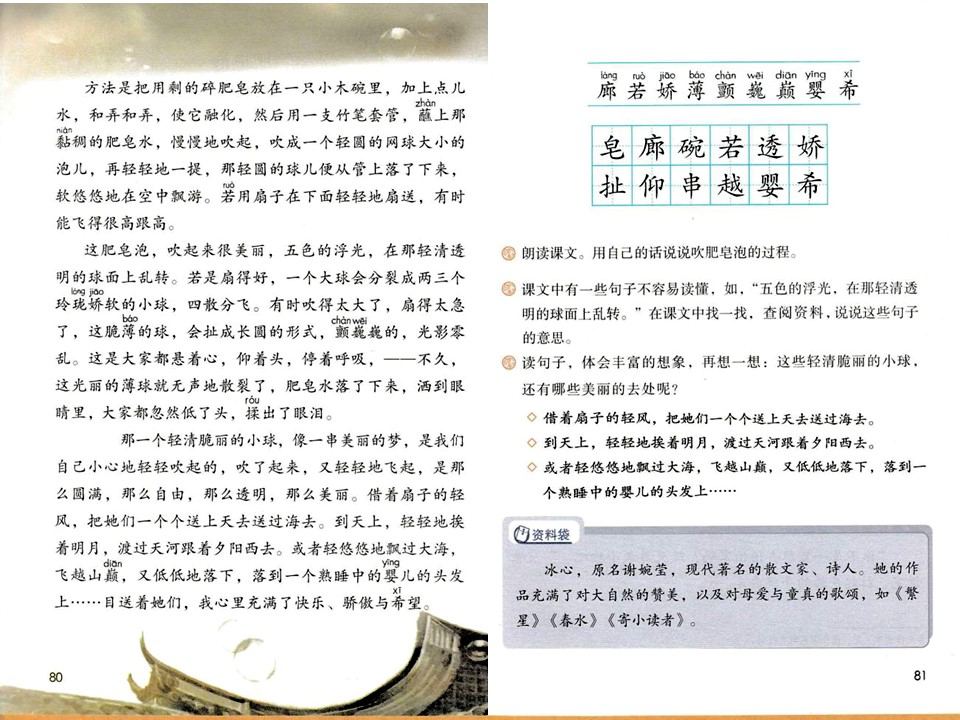 方法是把用剩的碎肥皂放在一只小木碗里，加上点儿
zhàn
水，和弄和弄，使它融化，然后用一支竹笔套管，蘸上那
nián
黏稠的肥皂水，慢慢地吹起，吹成一个轻圆的网球大小的
泡儿，再轻轻地一提，那轻圆的球儿便从管上落了下来，
ruò
软悠悠地在空中飘游。若用扇子在下面轻轻地扇送，有时
能飞得很高跟高。
这肥皂泡，吹起来很美丽，五色的浮光，在那轻清透
明的球面上乱转。若是扇得好，一个大球会分裂成两三个
lóng jiāo
玲珑娇软的小球，四散分飞。有时吹得太大了，扇得太急
báo chàn wēi
了，这脆薄的球，会扯成长圆的形式，颤巍巍的，光影零
乱。这是大家都悬着心，仰着头，停着呼吸，——不久，
这光丽的薄球就无声地散裂了，肥皂水落了下来，洒到眼
róu
睛里，大家都忽然低了头，揉出了眼泪。
那一个轻清脆丽的小球，像一串美丽的梦，是我们
自己小心地轻轻吹起的，吹了起来，又轻轻地飞起，是那
么圆满，那么自由，那么透明，那么美丽。借着扇子的轻
风，把她们一个个送上天去送过海去。到天上，轻轻地挨
着明月，渡过天河跟着夕阳西去。或者轻悠悠地飘过大海，
diān yīng
飞越山巅，又低低地落下，落到一个熟睡中的婴儿的头发
xī
上……目送着她们，我心里充满了快乐、骄傲与希望。
80
láng ruò jiāo báo chàn wēi diān yīng xī
廊 若 娇 薄 颤 巍 巅 婴 希
皂 廊 碗 若 透 娇
扯 仰 串 越 婴 希
朗读课文。用自己的话说说吹肥皂泡的过程。
课文中有一些句子不容易读懂，如，“五色的浮光，在那轻清透
明的球面上乱转。”在课文中找一找，查阅资料，说说这些句子
的意思。
读句子，体会丰富的想象，再想一想：这些轻清脆丽的小球，
还有哪些美丽的去处呢？
◇ 借着扇子的轻风，把她们一个个送上天去送过海去。
◇ 到天上，轻轻地挨着明月，渡过天河跟着夕阳西去。
◇ 或者轻悠悠地飘过大海，飞越山巅，又低低地落下，落到一
个熟睡中的婴儿的头发上……
资料袋
冰心，原名谢婉莹，现代著名的散文家、诗人。她的作
品充满了对大自然的赞美，以及对母爱与童真的歌颂，如《繁
星》《春水》《寄小读者》。
81